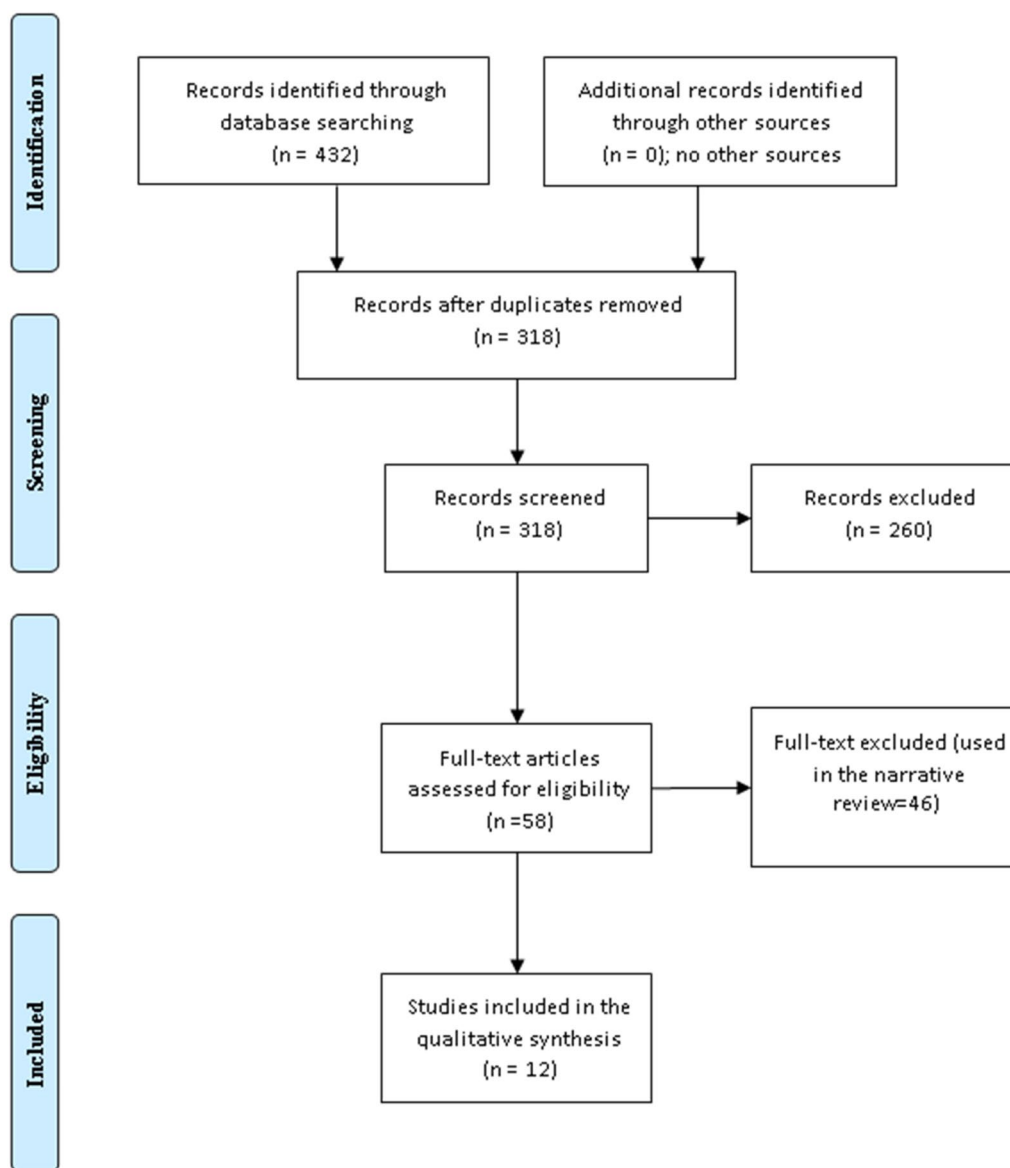 Identification
Records identified through
database searching
(n = 432)
Additional records identified
through other sources
(n = 0); no other sources
Records after duplicates removed
(n = 318)
Screening
Records screened
(n = 318)
Records excluded
(n = 260)
Eligibility
Full-text articles
assessed for eligibility
(n =58)
Full-text excluded (used
in the narrative
review=46)
Included
Studies included in the
qualitative synthesis
(n = 12)